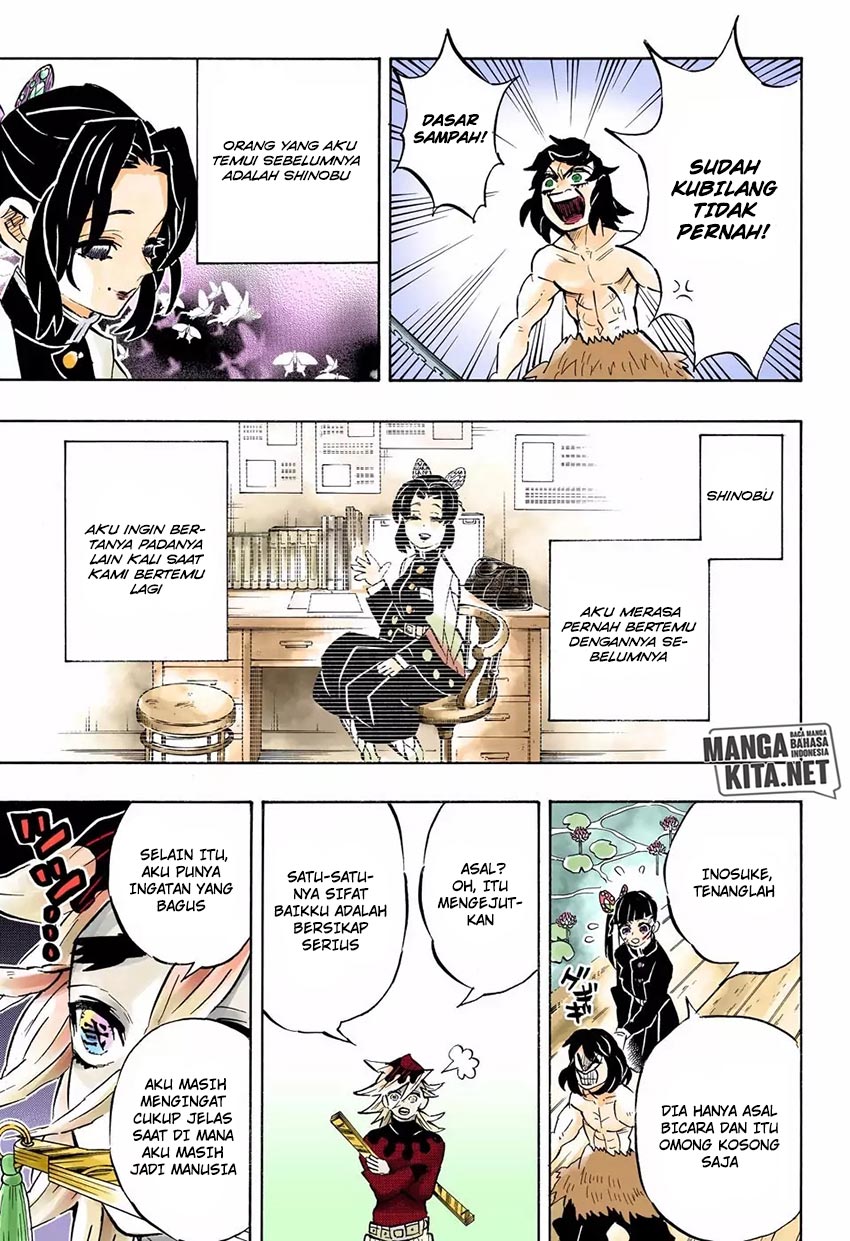 SUDAH
KUBILANG
TIDAK
PERNAH!
DASAR
SAMPAH!
ORANG YANG AKU
TEMUI SEBELUMNYA
ADALAH SHINOBU
SHINOBU
AKU MERASA
PERNAH BERTEMU
DENGANNYA SE-
BELUMNYA
AKU INGIN BER-
TANYA PADANYA
LAIN KALI SAAT
KAMI BERTEMU
LAGI
MANGA
KITA.NET
BACA MANGA
BAHASA
INDONESIA
INOSUKE,
TENANGLAH
DIA HANYA ASAL
BICARA DAN ITU
OMONG KOSONG
SAJA
ASAL?
OH, ITU
MENGEJUT-
KAN
SATU-SATU-
NYA SIFAT
BAIKKU ADALAH
BERSIKAP
SERIUS
SELAIN ITU,
AKU PUNYA
INGATAN YANG
BAGUS
AKU MASIH
MENGINGAT
CUKUP JELAS
SAAT DI MANA
AKU MASIH
JADI MANUSIA